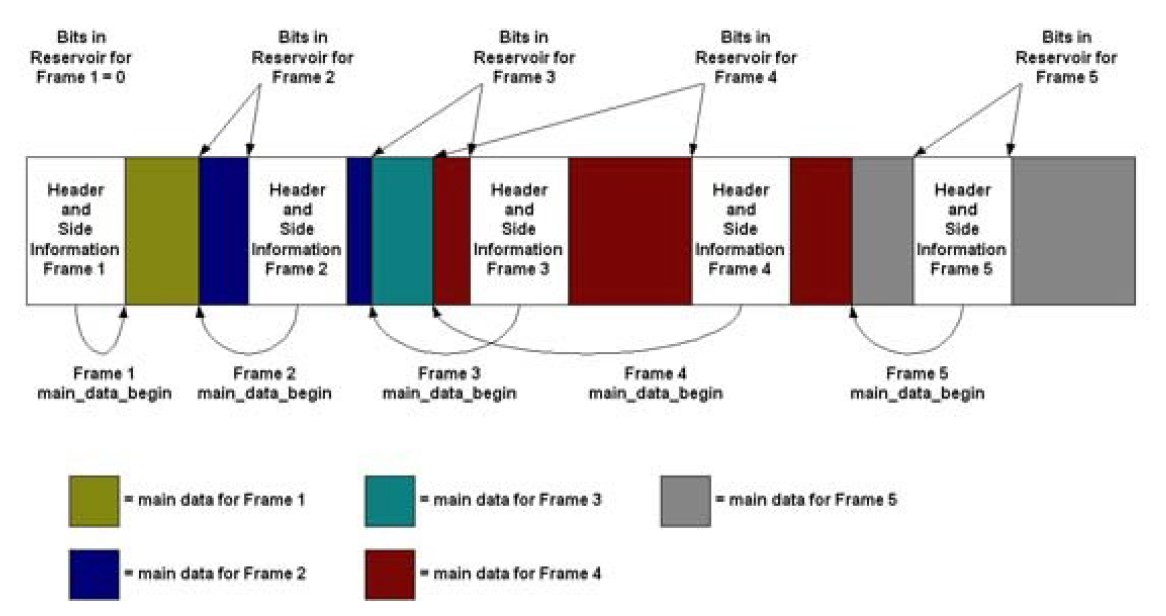 Bits in
Reservoir for
Frame 1 = 0
Bits in
Reservoir for
Frame 2
Bits in
Reservoir for
Frame 3
Bits in
Reservoir for
Frame 4
Bits in
Reservoir for
Frame 5
Header
and
Side
Information
Frame 1
Header
and
Side
Information
Frame 2
Header
and
Side
Information
Frame 3
Header
and
Side
Information
Frame 4
Header
and
Side
Information
Frame 5
Frame 1
main_data_begin
Frame 2
main_data_begin
Frame 3
main_data_begin
Frame 4
main_data_begin
Frame 5
main_data_begin
= main data for Frame 1
= main data for Frame 3
= main data for Frame 5
= main data for Frame 2
= main data for Frame 4